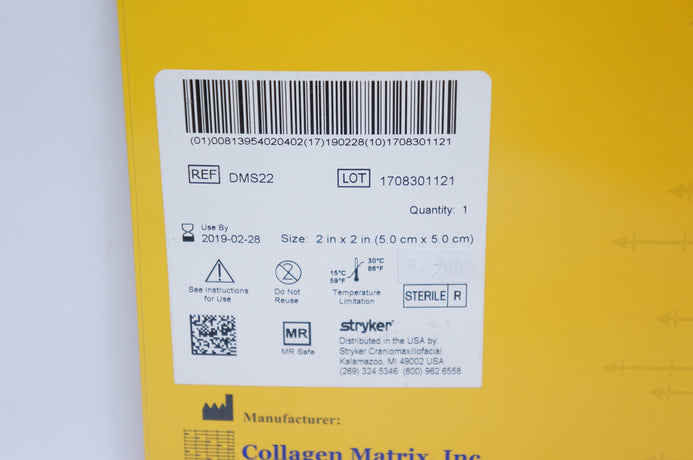 (01)00813954020402(17)190228(10)1708301121
REF DMS22 LOT 1708301121
Quantity: 1
Use By
2019-02-28
Size: 2 in x 2 in (5.0 cm x 5.0 cm)
See Instructions
for Use
Do Not
Reuse
15°C
59°F
30°C
86°F
Temperature
Limitation
Rx Only
STERILE R
MR
MR Safe
stryker®
Distributed in the USA by:
Stryker Craniomaxillofacial
Kalamazoo, MI 49002 USA
(269) 324 5346 (800) 962 6558
Manufacturer:
Collagen Matrix, Inc.